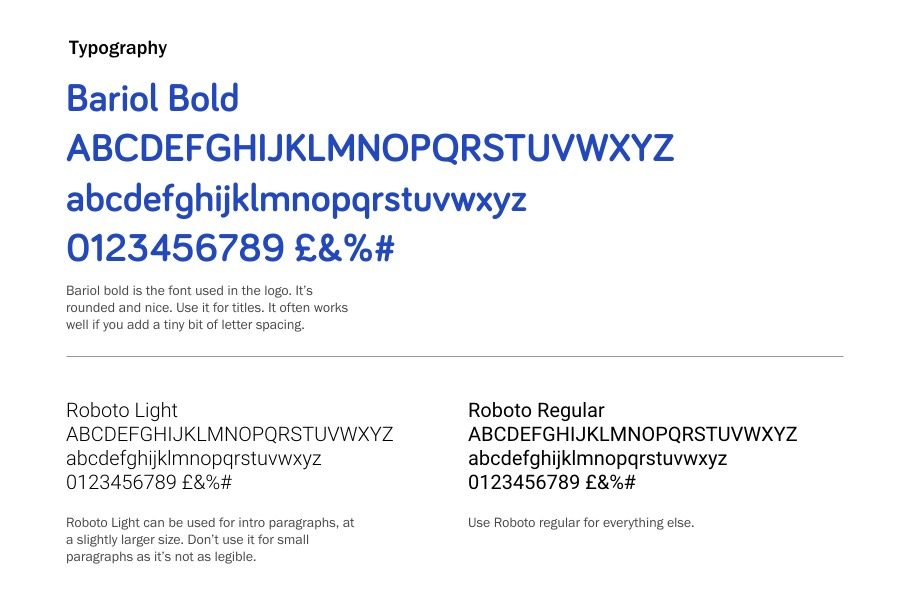 Typography
Bariol Bold
ABCDEFGHIJKLMNOPQRSTUVWXYZ
abcdefghijklmnopqrstuvwxyz
0123456789 £&%#
Bariol bold is the font used in the logo. It’s
rounded and nice. Use it for titles. It often works
well if you add a tiny bit of letter spacing.
Roboto Light
ABCDEFGHIJKLMNOPQRSTUVWXYZ
abcdefghijklmnopqrstuvwxyz
0123456789 £&%#
Roboto Light can be used for intro paragraphs, at
a slightly larger size. Don’t use it for small
paragraphs as it’s not as legible.
Roboto Regular
ABCDEFGHIJKLMNOPQRSTUVWXYZ
abcdefghijklmnopqrstuvwxyz
0123456789 £&%#
Use Roboto regular for everything else.